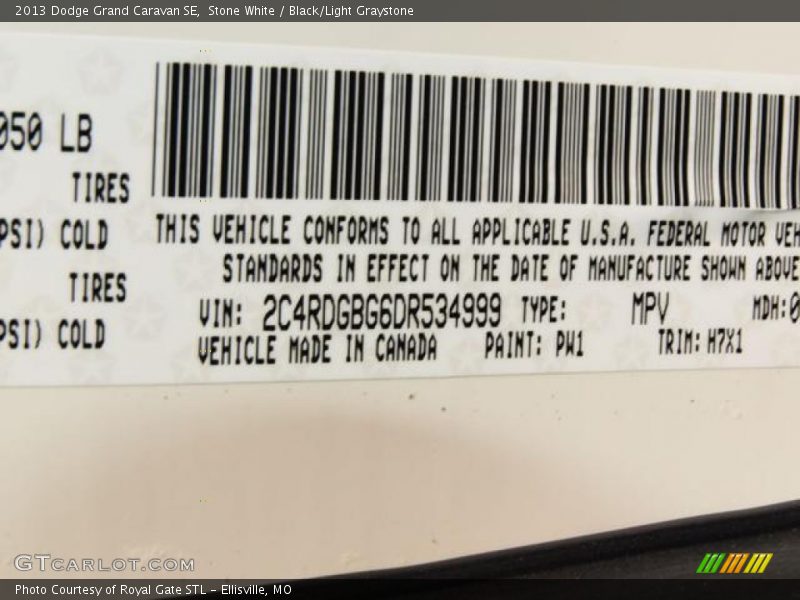 2013 Dodge Grand Caravan SE, Stone White / Black/Light Graystone
050 LB
TIRES
PSI) COLD
TIRES
PSI) COLD
THIS VEHICLE CONFORMS TO ALL APPLICABLE U.S.A. FEDERAL MOTOR VEH
STANDARDS IN EFFECT ON THE DATE OF MANUFACTURE SHOWN ABOVE
VIN: 2C4RDGBG6DR534999 TYPE: MPV MDH:0
VEHICLE MADE IN CANADA PAINT: PW1 TRIM: H7X1
GTCARLOT.COM
Photo Courtesy of Royal Gate STL - Ellisville, MO